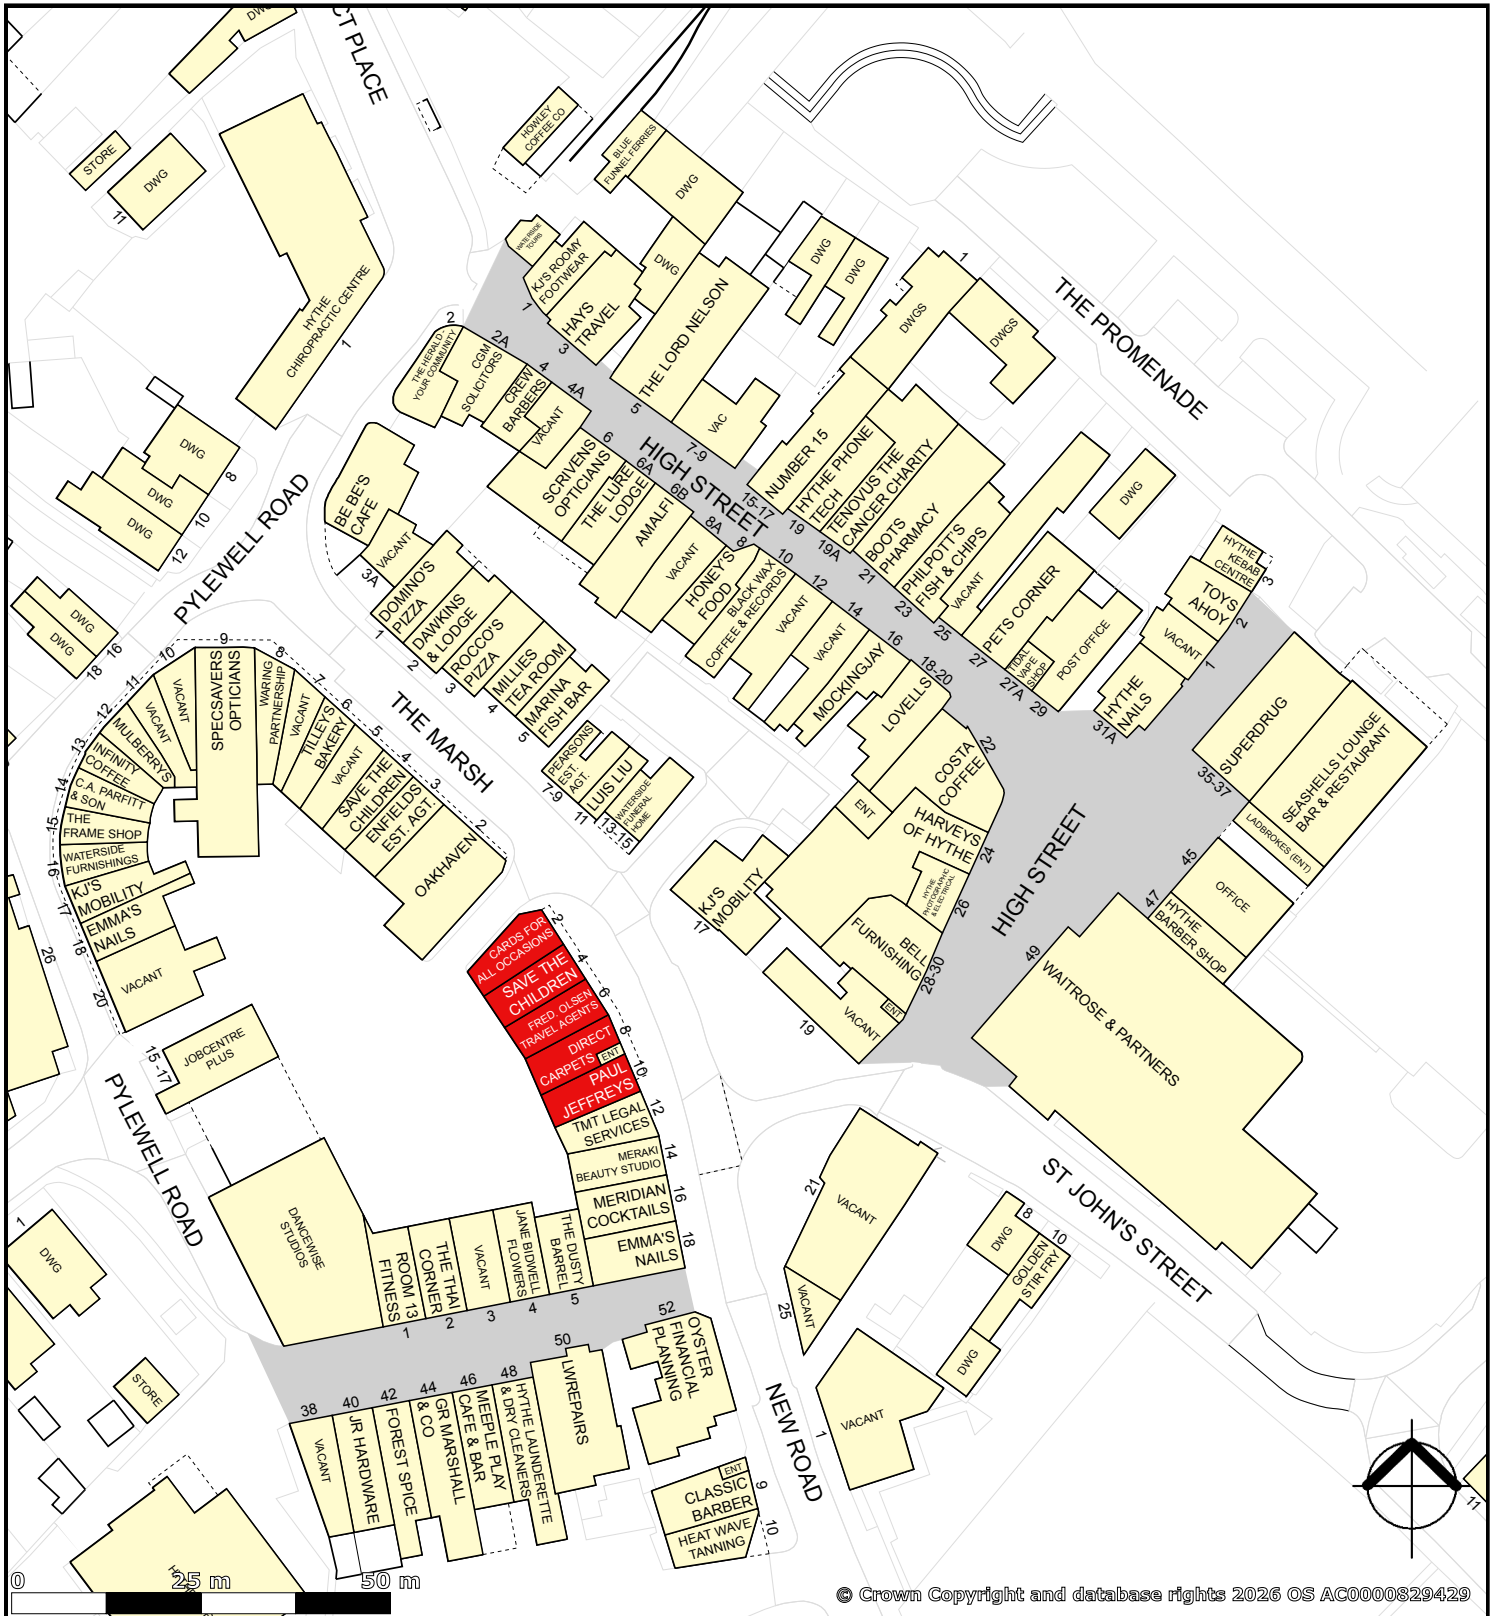 CT PLACE
DWG
STORE
DWG
11
HYTHE
CHIROPRACTIC CENTRE
1
HOWLEY
COFFEE CO
BLUE
FUNNEL FERRIES
DWG
WATERSIDE
TOURS
KJ'S ROOMY
FOOTWEAR
1
HAYS
TRAVEL
3
DWG
THE LORD NELSON
5
DWG
DWG
VAC
7-9
DWGS
1
DWGS
THE PROMENADE
2
THE HERALD-
YOUR COMMUNITY
2A
CGM
SOLICITORS
4
CREW
BARBERS
4A
VACANT
6
SCRIVENS
OPTICIANS
6A
THE LURE
LODGE
6B
AMALFI
HIGH STREET
8A
VACANT
8
HONEY'S
FOOD
10
BLACK WAX
COFFEE & RECORDS
12
VACANT
14
VACANT
16
MOCKINGJAY
18-20
LOVELLS
22
COSTA
COFFEE
15-17
NUMBER 15
19
HYTHE PHONE
TECH
19A
TENOVUS THE
CANCER CHARITY
21
BOOTS
PHARMACY
23
PHILPOTT'S
FISH & CHIPS
25
VACANT
27
PETS CORNER
27A
TIDAL
VAPE
SHOP
29
POST OFFICE
DWG
HYTHE
KEBAB
CENTRE
3
TOYS
AHOY
2
VACANT
1
HYTHE
NAILS
31A
SUPERDRUG
35-37
SEASHELLS LOUNGE
BAR & RESTAURANT
LADBROKES (ENT)
45
OFFICE
47
HYTHE
BARBER SHOP
49
WAITROSE & PARTNERS
HIGH STREET
ENT
HARVEYS
OF HYTHE
24
HYTHE
PHOTOGRAPHIC
& ELECTRICAL
26
BELL
FURNISHING
28-30
ENT
VACANT
19
KJ'S
MOBILITY
17
DWG
8
DWG
10
DWG
12
PYLEWELL ROAD
DWG
16
DWG
18
BE BE'S
CAFE
VACANT
3A
DOMINO'S
PIZZA
1
DAWKINS
& LODGE
2
ROCCO'S
PIZZA
3
MILLIES
TEA ROOM
4
MARINA
FISH BAR
5
PEARSONS
EST.
AGT.
7-9
LUIS LIU
11
WATERSIDE
FUNERAL
HOME
13-15
THE MARSH
OAKHAVEN
2
ENFIELDS
EST. AGT.
3
SAVE THE
CHILDREN
4
VACANT
5
TILLEYS
BAKERY
6
VACANT
7
WARING
PARTNERSHIP
8
SPECSAVERS
OPTICIANS
9
VACANT
10
VACANT
11
MULBERRYS
12
INFINITY
COFFEE
13
C.A. PARFITT
& SON
14
THE
FRAME SHOP
15
WATERSIDE
FURNISHINGS
16
KJ'S
MOBILITY
17
EMMA'S
NAILS
18
VACANT
20
26
CARDS FOR
ALL OCCASIONS
2
SAVE THE
CHILDREN
4
FRED. OLSEN
TRAVEL AGENTS
6
DIRECT
CARPETS
8
ENT
PAUL
JEFFREYS
10
TMT LEGAL
SERVICES
12
MERAKI
BEAUTY STUDIO
14
MERIDIAN
COCKTAILS
16
EMMA'S
NAILS
18
15 -17
JOBCENTRE
PLUS
PYLEWELL ROAD
DANCEWISE
STUDIOS
ROOM 13
FITNESS
1
THE THAI
CORNER
2
VACANT
3
JANE BIDWELL
FLOWERS
4
THE DUSTY
BARREL
5
1
DWG
STORE
38
VACANT
40
JR HARDWARE
42
FOREST SPICE
44
GR MARSHALL
& CO
46
MEEPLE PLAY
CAFE & BAR
48
HYTHE LAUNDERETTE
& DRY CLEANERS
50
LWREPAIRS
52
OYSTER
FINANCIAL
PLANNING
ENT
CLASSIC
BARBER
9
HEAT WAVE
TANNING
10
NEW ROAD
21
VACANT
25
VACANT
1
VACANT
DWG
8
10
GOLDEN
STIR FRY
DWG
ST JOHN'S STREET
11
0 25 m 50 m
© Crown Copyright and database rights 2026 OS AC0000829429